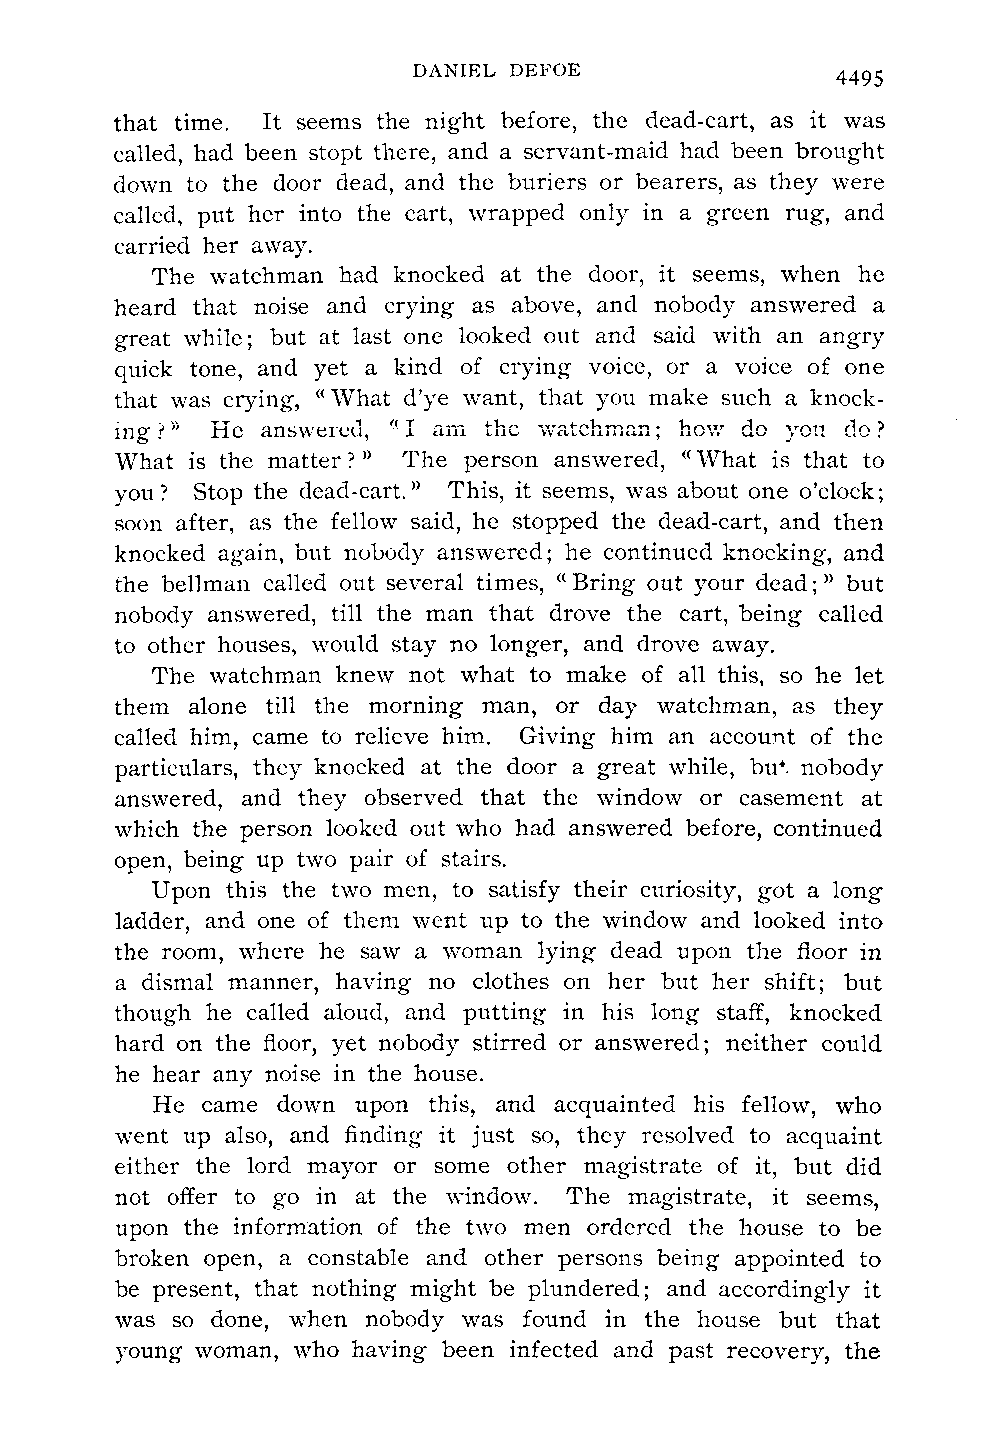 DANIEL DEFOE
4495
that time. It seems the night before, the dead-cart, as it was
called, had been stopt there, and a servant-maid had been brought
down to the door dead, and the buriers or bearers, as they were
called, put her into the cart, wrapped only in a green rug, and
carried her away.
The watchman had knocked at the door, it seems, when he
heard that noise and crying as above, and nobody answered a
great while; but at last one looked out and said with an angry
quick tone, and yet a kind of crying voice, or a voice of one
that was crying, “What d'ye want, that you make such a knock-
ing?” He answered, “I am the watchman; how do you do?
What is the matter?” The person answered, “What is that to
you? Stop the dead-cart.” This, it seems, was about one o'clock;
soon after, as the fellow said, he stopped the dead-cart, and then
knocked again, but nobody answered; he continued knocking, and
the bellman called out several times, “Bring out your dead;” but
nobody answered, till the man that drove the cart, being called
to other houses, would stay no longer, and drove away.
The watchman knew not what to make of all this, so he let
them alone till the morning man, or day watchman, as they
called him, came to relieve him. Giving him an account of the
particulars, they knocked at the door a great while, but nobody
answered, and they observed that the window or casement at
which the person looked out who had answered before, continued
open, being up two pair of stairs.
Upon this the two men, to satisfy their curiosity, got a long
ladder, and one of them went up to the window and looked into
the room, where he saw a woman lying dead upon the floor in
a dismal manner, having no clothes on her but her shift; but
though he called aloud, and putting in his long staff, knocked
hard on the floor, yet nobody stirred or answered; neither could
he hear any noise in the house.
He came down upon this, and acquainted his fellow, who
went up also, and finding it just so, they resolved to acquaint
either the lord mayor or some other magistrate of it, but did
not offer to go in at the window. The magistrate, it seems,
upon the information of the two men ordered the house to be
broken open, a constable and other persons being appointed to
be present, that nothing might be plundered; and accordingly it
was so done, when nobody was found in the house but that
young woman, who having been infected and past recovery, the